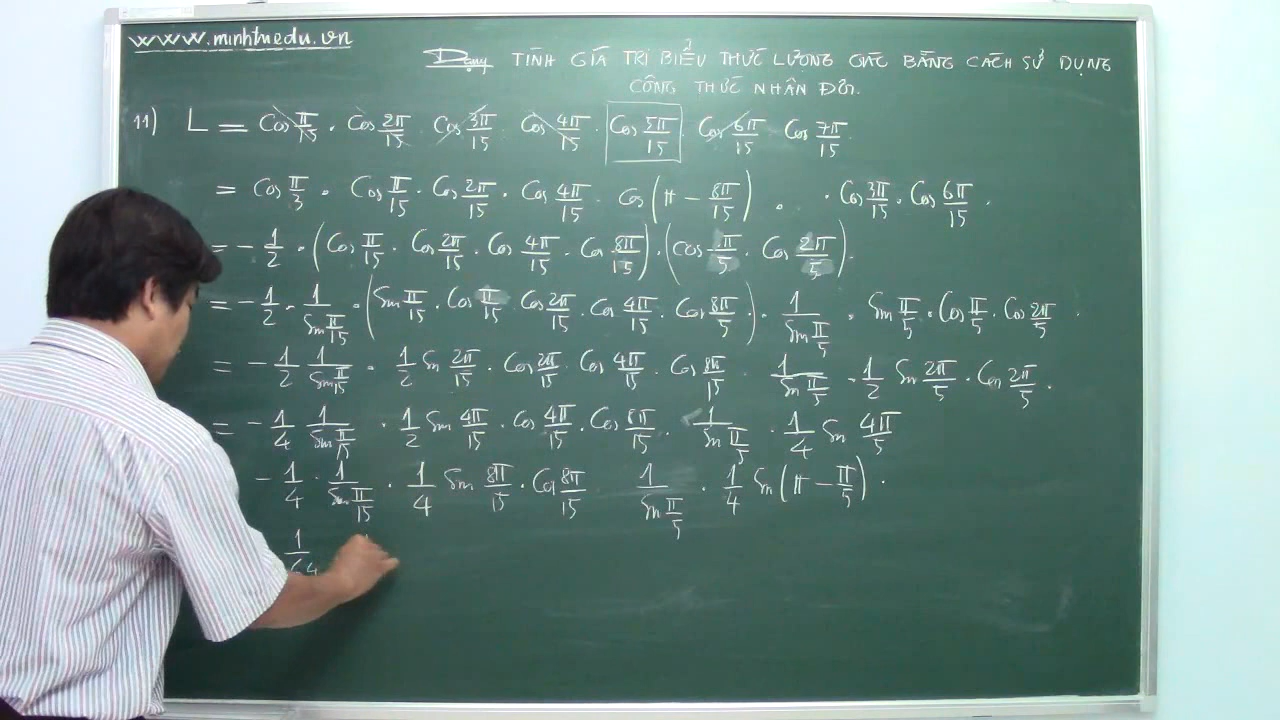 www.minhtuedu.vn
Dạng TÍNH GIÁ TRỊ BIỂU THỨC LƯỢNG GIÁC BẰNG CÁCH SỬ DỤNG
CÔNG THỨC NHÂN ĐÔI.
11) L = Cos π/15 . Cos 2π/15 Cos 3π/15 Cos 4π/15 . Cos 5π/15 . Cos 6π/15 Cos 7π/15
= Cos π/3 . Cos π/15 . Cos 2π/15 . Cos 4π/15 . Cos (π − 8π/15) . . Cos 3π/15 . Cos 6π/15 .
= − 1/2 . (Cos π/15 . Cos 2π/15 . Cos 4π/15 . Cos 8π/15) . (Cos π/5 . Cos 2π/5).
= − 1/2 . 1/Sin π/15 . (Sin π/15 . Cos π/15 Cos 2π/15 . Cos 4π/15 . Cos 8π/5) . 1/Sin π/5 . Sin π/5 . Cos π/5 . Cos 2π/5 .
= − 1/2 1/Sin π/15 . 1/2 Sin 2π/15 . Cos 2π/15 Cos 4π/15 . Cos 8π/15 . 1/Sin π/5 . 1/2 Sin 2π/5 . Cos 2π/5 .
= − 1/4 1/Sin π/15 . 1/2 Sin 4π/15 . Cos 4π/15 . Cos 8π/15 . 1/Sin π/5 . 1/4 Sin 4π/5
− 1/4 . 1/Sin π/15 . 1/4 Sin 8π/15 . Cos 8π/15 1/Sin π/5 . 1/4 Sin (π − π/5) .
1/64